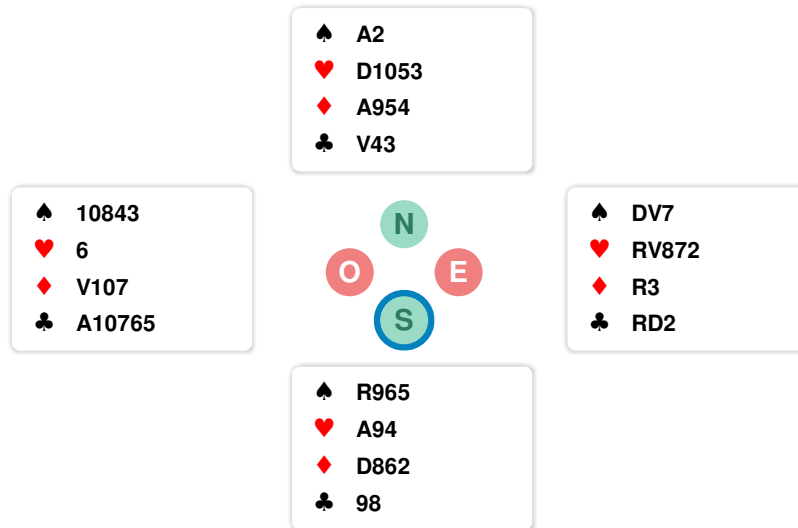 ♠ A2
♥ D1053
♦ A954
♣ V43
♠ 10843
♥ 6
♦ V107
♣ A10765
N
O E
S
♠ DV7
♥ RV872
♦ R3
♣ RD2
♠ R965
♥ A94
♦ D862
♣ 98